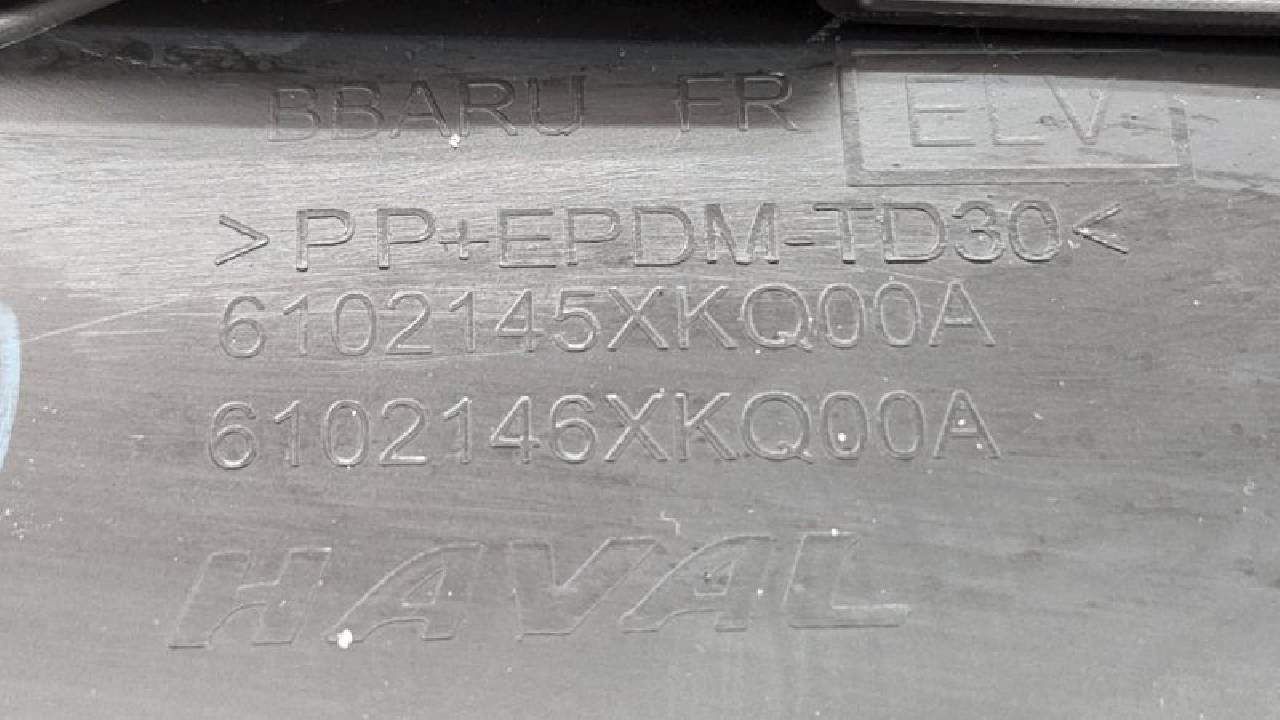 BBARU FR ELV
>PP+EPDM-TD30<
6102145XKQ00A
6102146XKQ00A
HAVAL